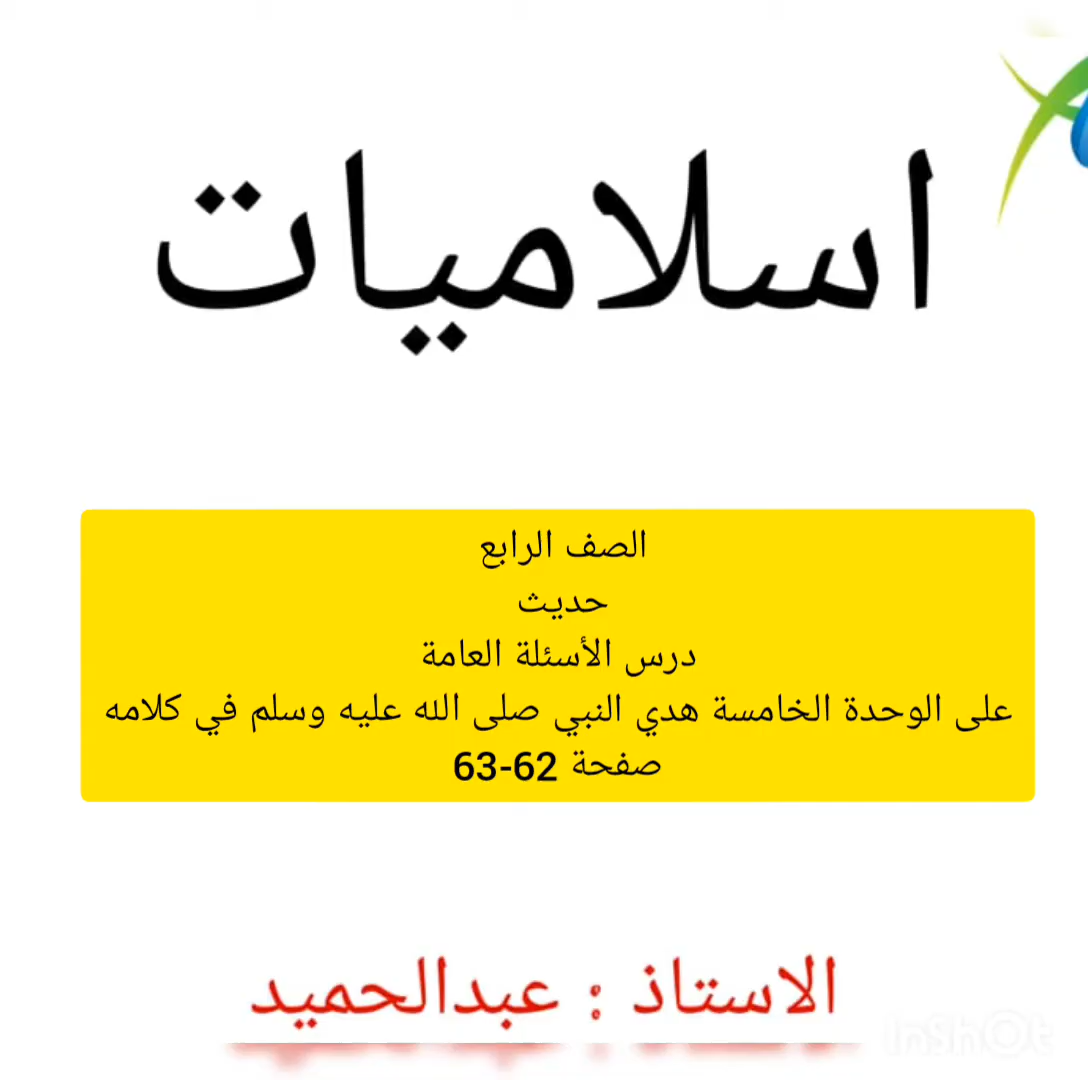 اسلاميات
الصف الرابع
حديث
درس الأسئلة العامة
على الوحدة الخامسة هدي النبي صلى الله عليه وسلم في كلامه
صفحة 62-63
الاستاذ : عبدالحميد
InShOt